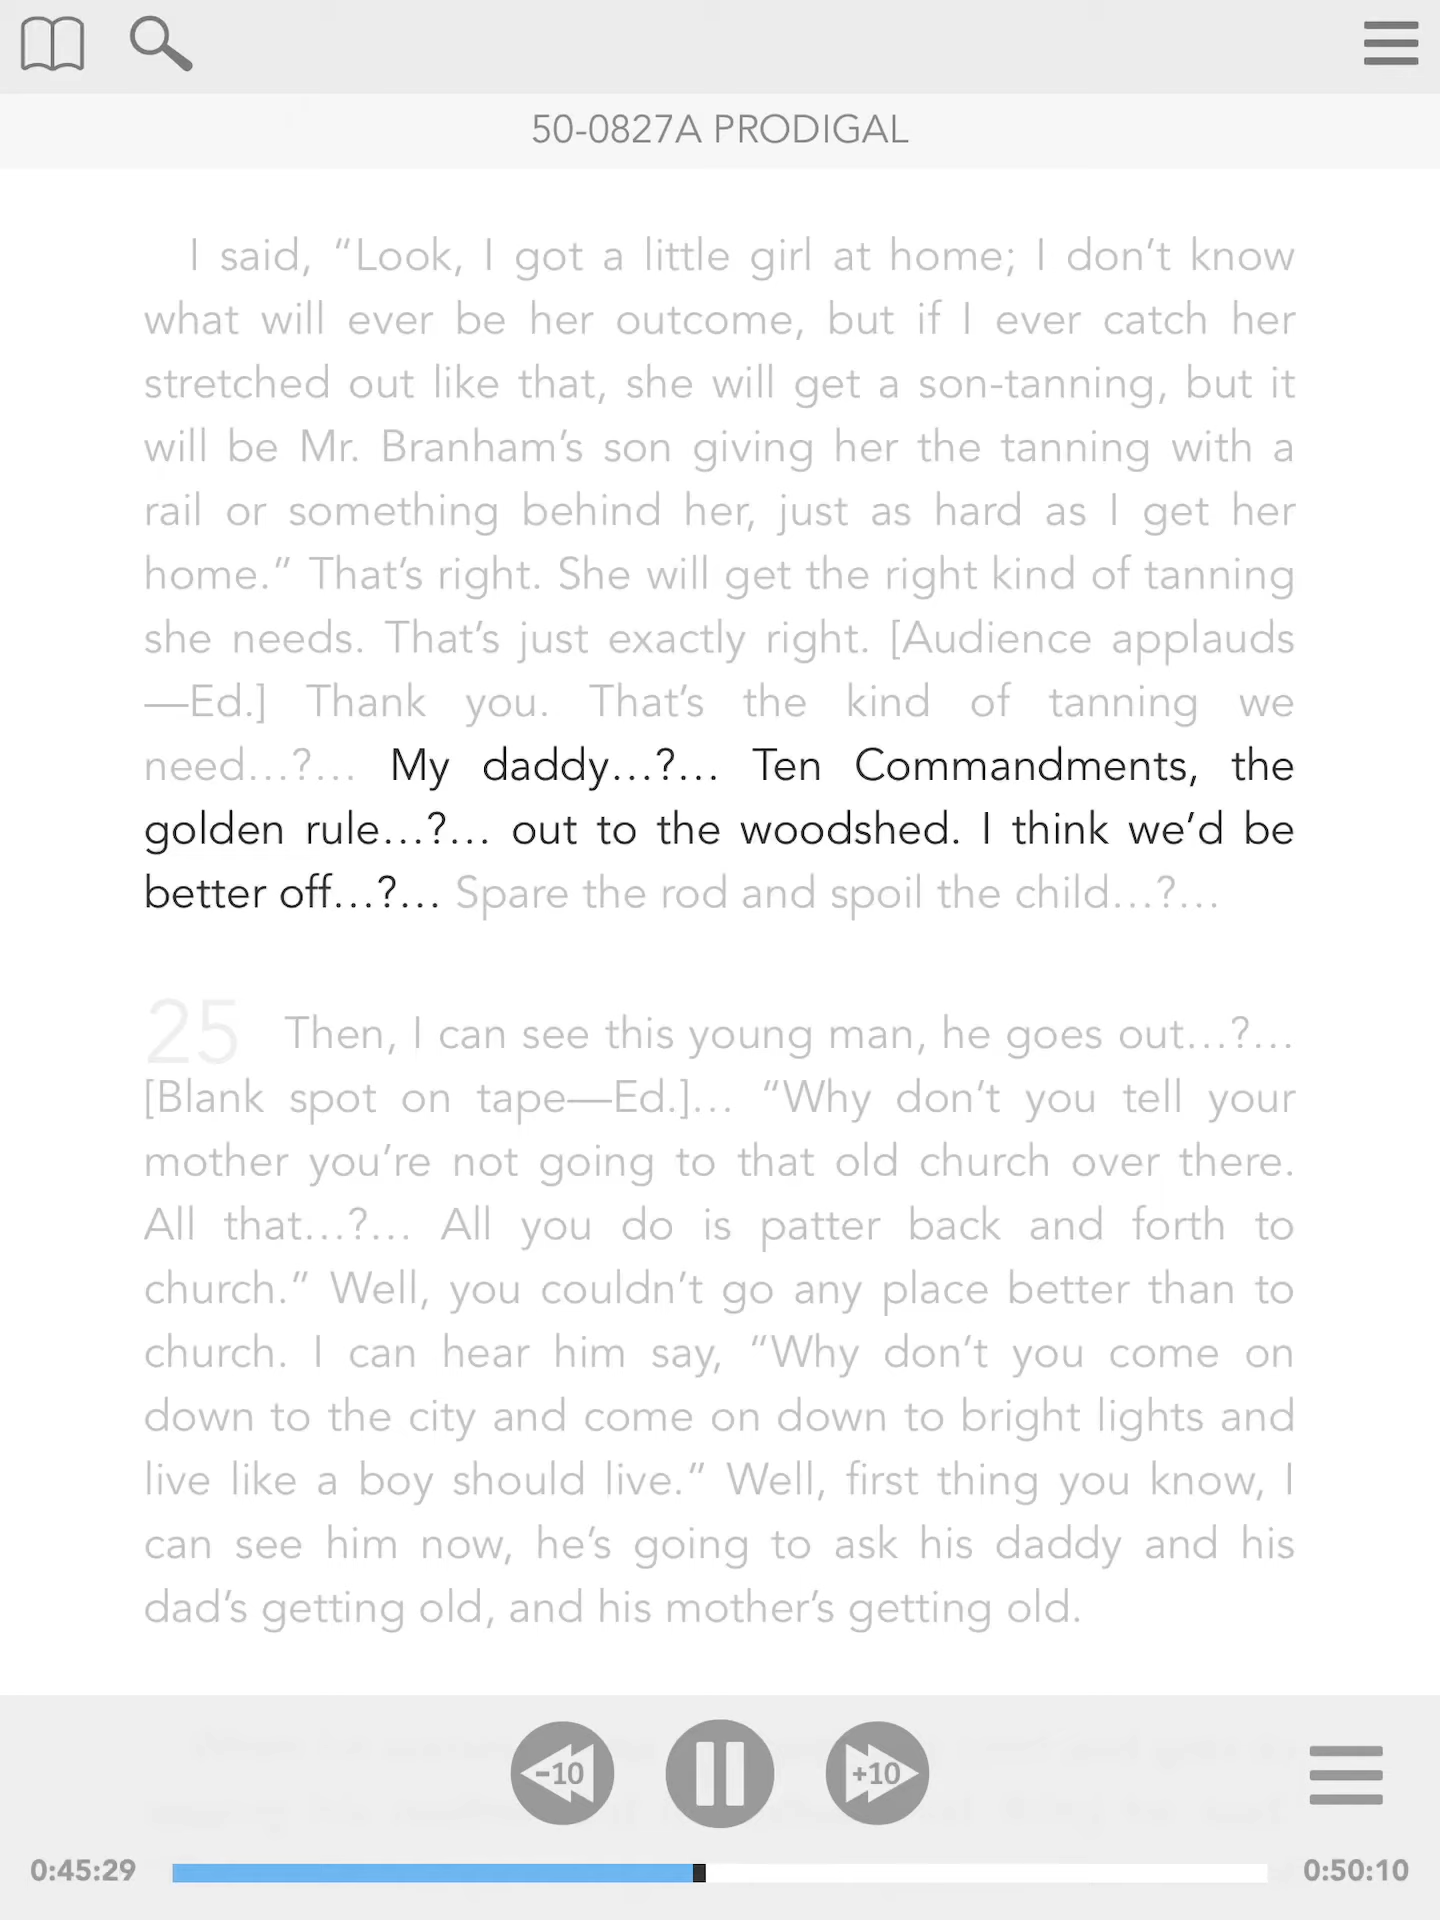 50-0827A PRODIGAL
I said, “Look, I got a little girl at home; I don’t know
what will ever be her outcome, but if I ever catch her
stretched out like that, she will get a son-tanning, but it
will be Mr. Branham’s son giving her the tanning with a
rail or something behind her, just as hard as I get her
home.” That’s right. She will get the right kind of tanning
she needs. That’s just exactly right. [Audience applauds
—Ed.] Thank you. That’s the kind of tanning we
need...?... My daddy...?... Ten Commandments, the
golden rule...?... out to the woodshed. I think we’d be
better off...?... Spare the rod and spoil the child...?...
25 Then, I can see this young man, he goes out...?...
[Blank spot on tape—Ed.]... “Why don’t you tell your
mother you’re not going to that old church over there.
All that...?... All you do is patter back and forth to
church.” Well, you couldn’t go any place better than to
church. I can hear him say, “Why don’t you come on
down to the city and come on down to bright lights and
live like a boy should live.” Well, first thing you know, I
can see him now, he’s going to ask his daddy and his
dad’s getting old, and his mother’s getting old.
-10 +10
0:45:29 0:50:10